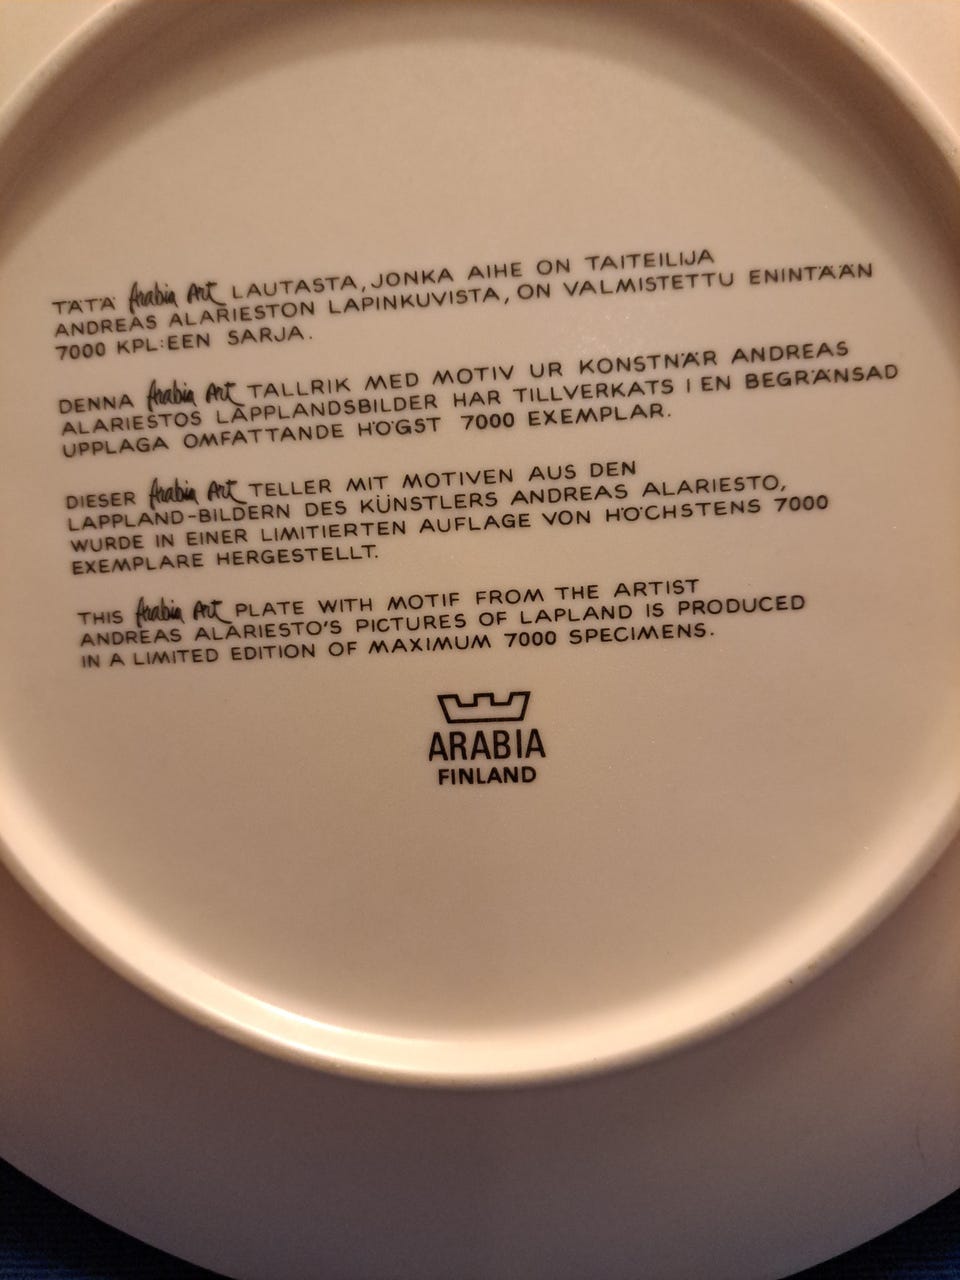 TÄTÄ Arabia Art LAUTASTA, JONKA AIHE ON TAITEILIJA
ANDREAS ALARIESTON LAPINKUVISTA, ON VALMISTETTU ENINTÄÄN
7000 KPL:EEN SARJA.
DENNA Arabia Art TALLRIK MED MOTIV UR KONSTNÄR ANDREAS
ALARIESTOS LAPPLANDSBILDER HAR TILLVERKATS I EN BEGRÄNSAD
UPPLAGA OMFATTANDE HÖGST 7000 EXEMPLAR.
DIESER Arabia Art TELLER MIT MOTIVEN AUS DEN
LAPPLAND-BILDERN DES KÜNSTLERS ANDREAS ALARIESTO,
WURDE IN EINER LIMITIERTEN AUFLAGE VON HÖCHSTENS 7000
EXEMPLARE HERGESTELLT.
THIS Arabia Art PLATE WITH MOTIF FROM THE ARTIST
ANDREAS ALARIESTO'S PICTURES OF LAPLAND IS PRODUCED
IN A LIMITED EDITION OF MAXIMUM 7000 SPECIMENS.
ARABIA
FINLAND